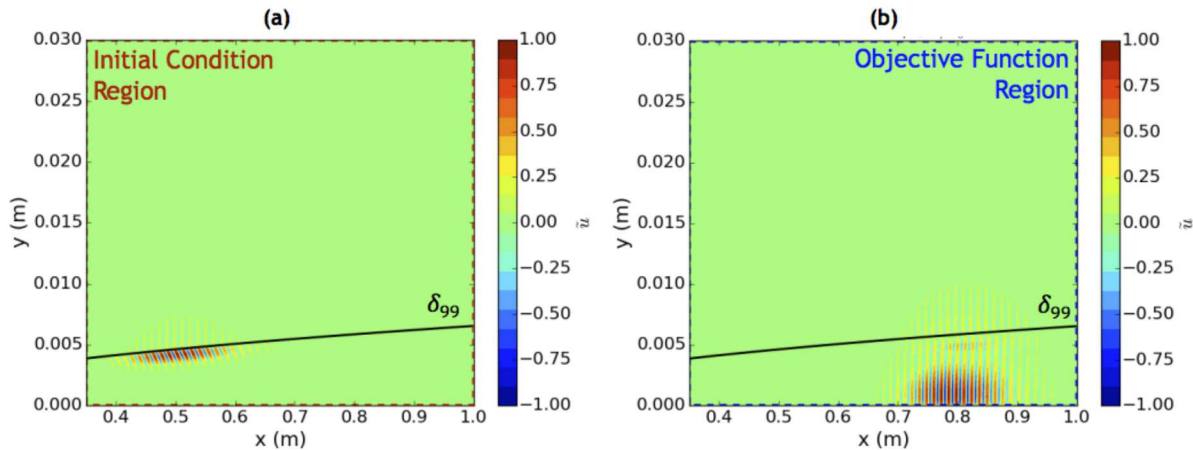 (a)
Initial Condition
Region
0.030
0.025
0.020
0.015
0.010
0.005
0.000
y (m)
δ99
0.4 0.5 0.6 0.7 0.8 0.9 1.0
x (m)
1.00
0.75
0.50
0.25
0.00
−0.25
−0.50
−0.75
−1.00
ũ
(b)
Objective Function
Region
0.030
0.025
0.020
0.015
0.010
0.005
0.000
y (m)
δ99
0.4 0.5 0.6 0.7 0.8 0.9 1.0
x (m)
1.00
0.75
0.50
0.25
0.00
−0.25
−0.50
−0.75
−1.00
ũ